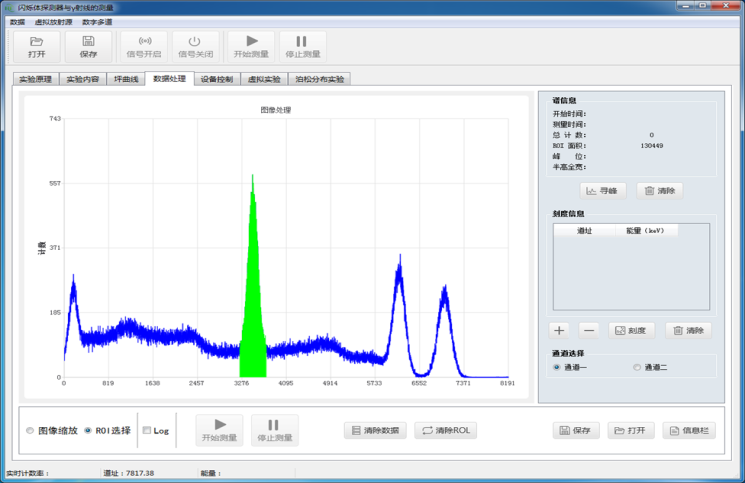 闪烁体探测器与γ射线的测量
数据 虚拟放射源 数字多道
打开 保存 信号开启 信号关闭 开始测量 停止测量
实验原理 实验内容 坪曲线 数据处理 设备控制 虚拟实验 泊松分布实验
图像处理
743
557
371
185
0
计数
0 819 1638 2457 3276 4095 4914 5733 6552 7371 8191
谱信息
开始时间:
测量时间:
总 计 数: 0
ROI 面积: 130449
峰 位:
半高全宽:
寻峰 清除
刻度信息
道址 能量 (keV)
刻度 清除
通道选择
通道一 通道二
图像缩放 ROI选择 Log 开始测量 停止测量 清除数据 清除ROL 保存 打开 信息栏
实时计数率: 道址: 7817.38 能量: